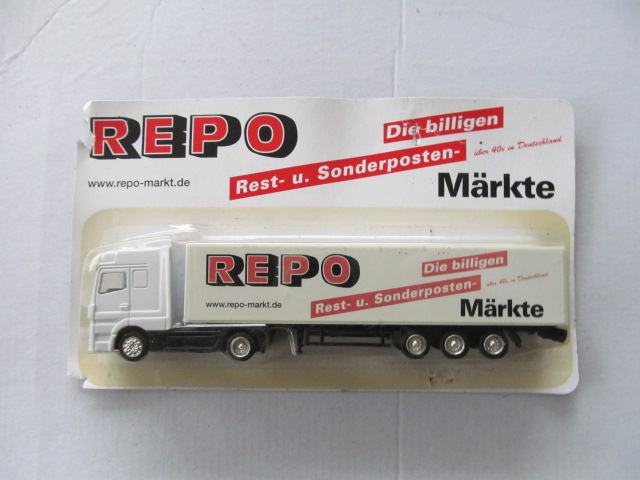 REPO
Die billigen
über 40x in Deutschland
Rest- u. Sonderposten-
www.repo-markt.de
Märkte
REPO
Die billigen
über 40x in Deutschland
Rest- u. Sonderposten-
www.repo-markt.de
Märkte